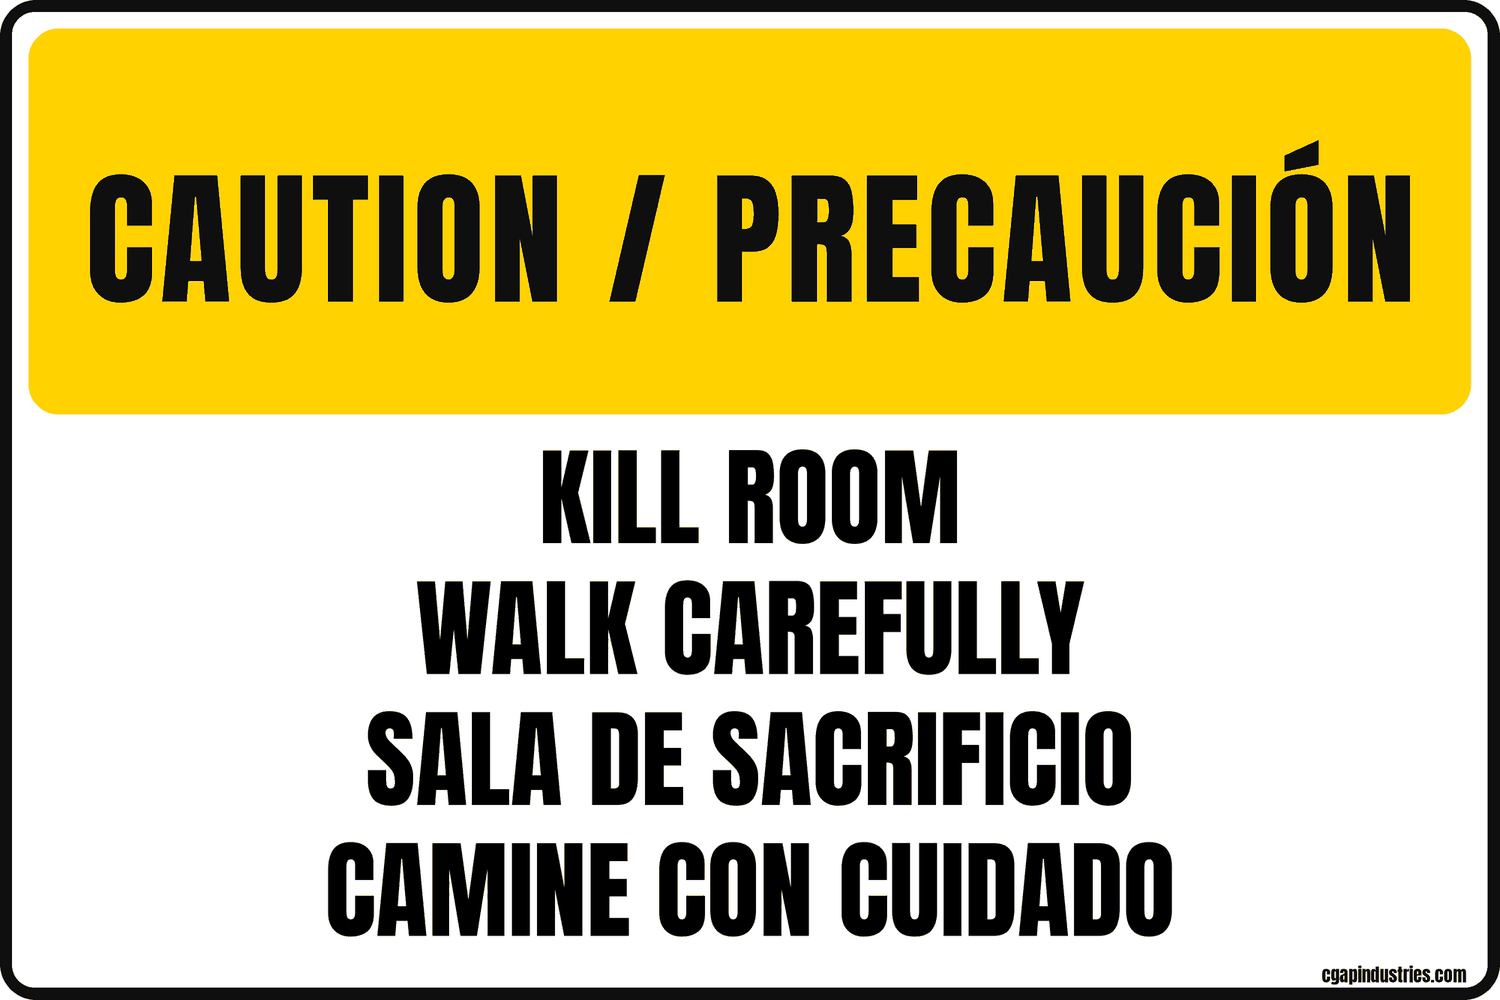 CAUTION / PRECAUCIÓN
KILL ROOM
WALK CAREFULLY
SALA DE SACRIFICIO
CAMINE CON CUIDADO
cgapindustries.com